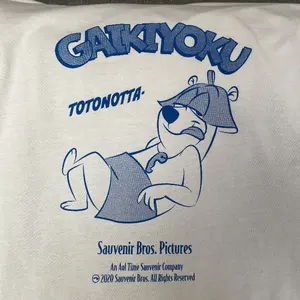 GAIKIYOKU
TOTONOTTA-
Sauvenir Bros. Pictures
An Aol Time Sauvenir Company
2020 Sauvenir Bros. All Rights Reserved